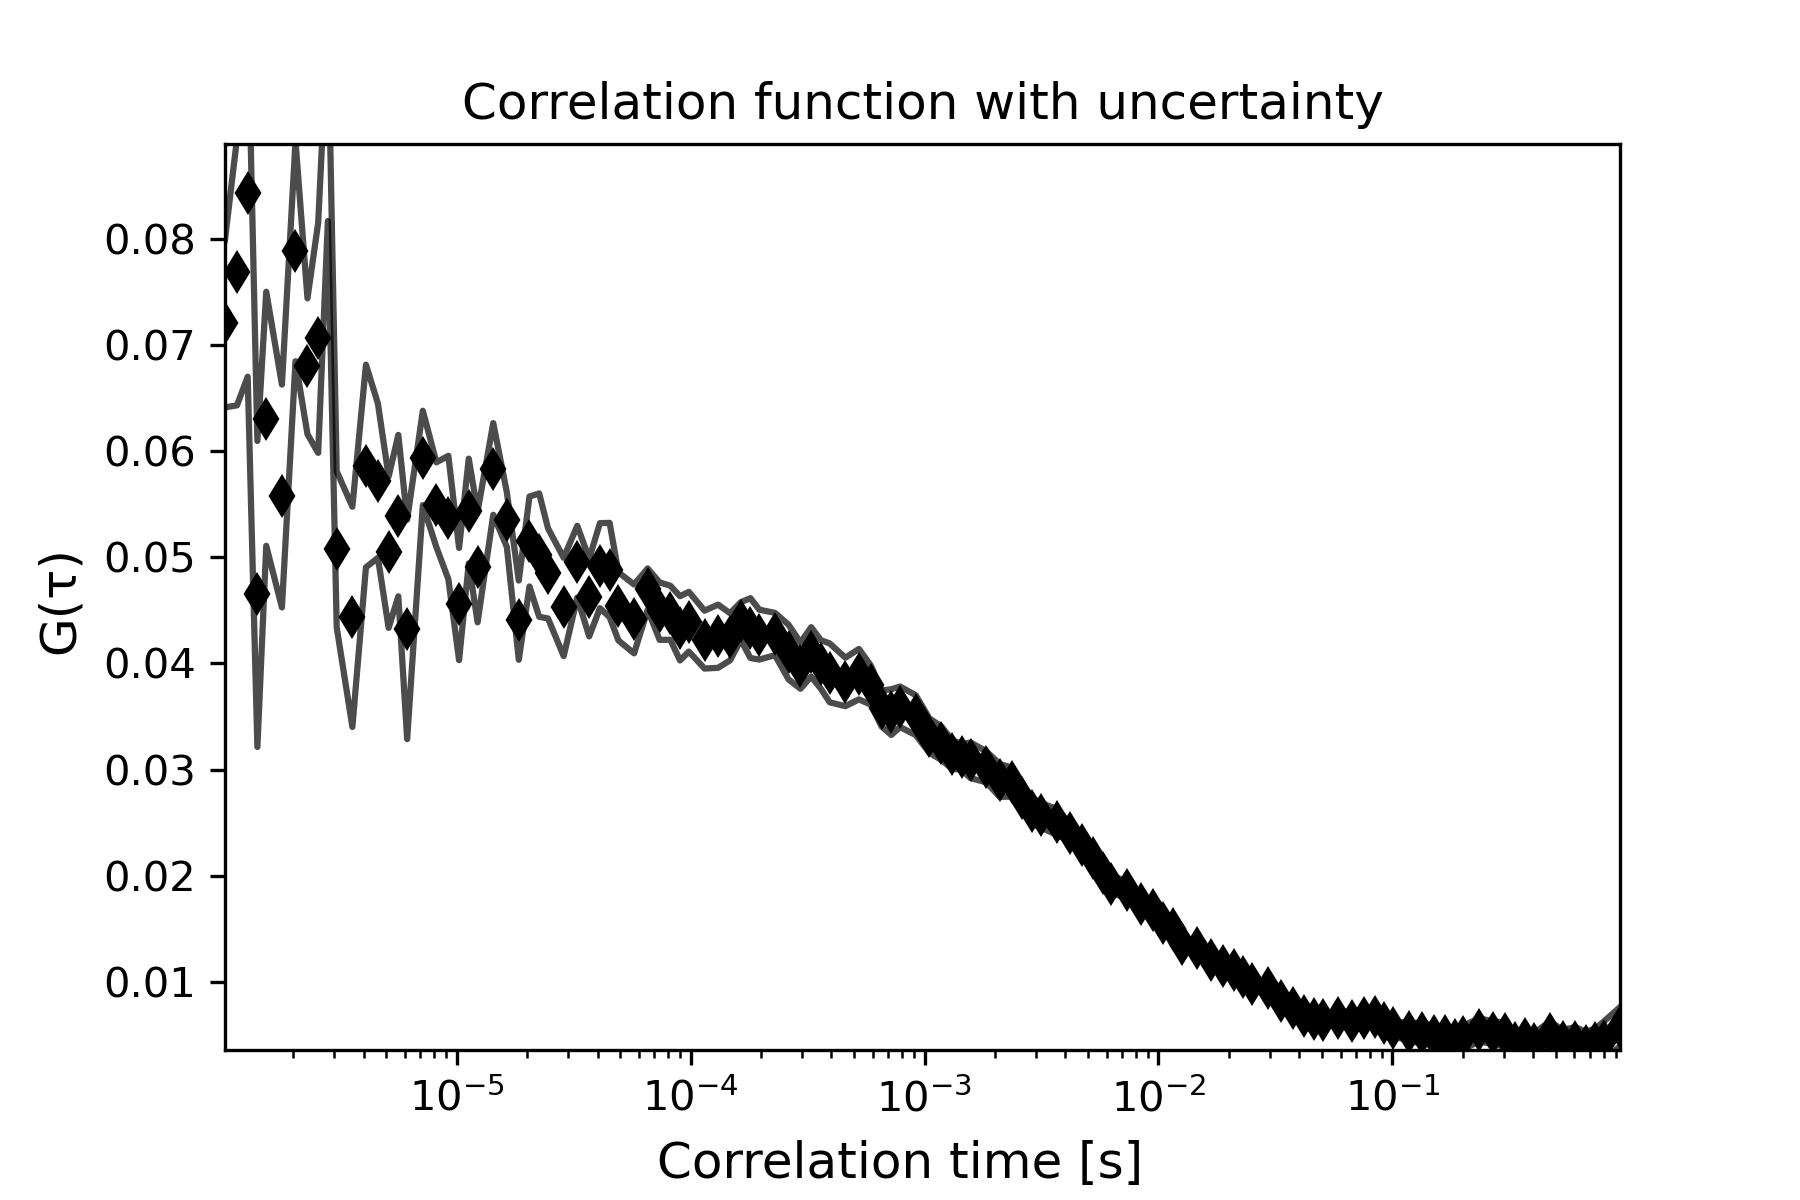 Correlation function with uncertainty
0.08
0.07
0.06
0.05
0.04
0.03
0.02
0.01
G(τ)
10⁻⁵ 10⁻⁴ 10⁻³ 10⁻² 10⁻¹
Correlation time [s]